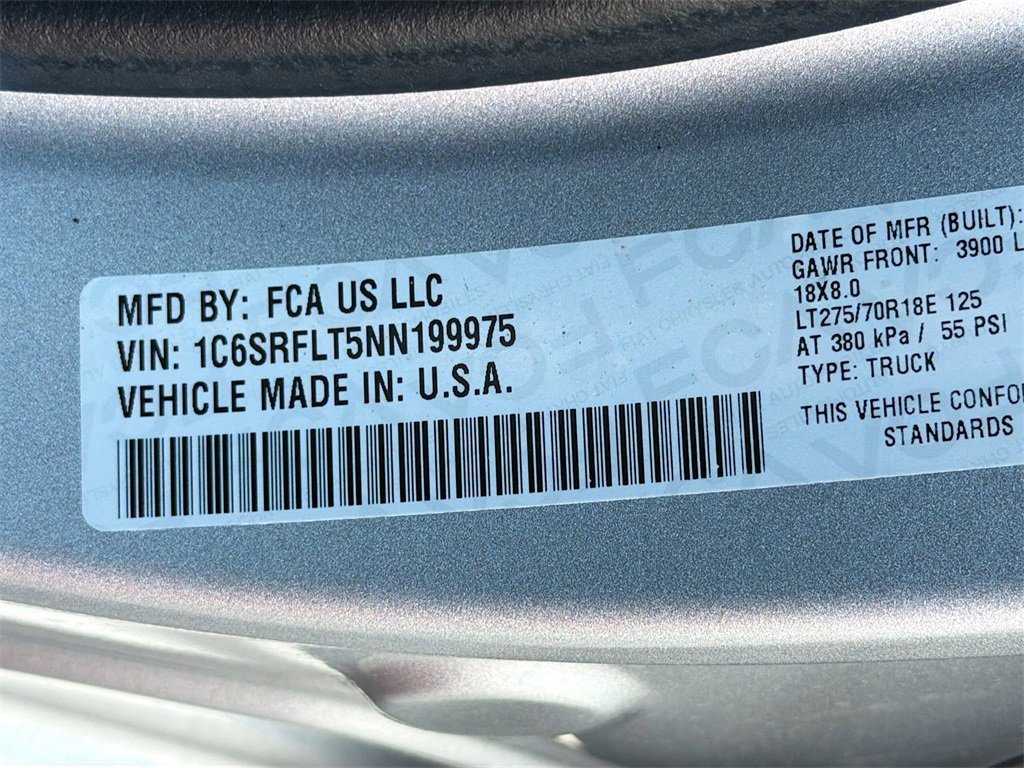 MFD BY: FCA US LLC
VIN: 1C6SRFLT5NN199975
VEHICLE MADE IN: U.S.A.
DATE OF MFR (BUILT):
GAWR FRONT: 3900 L
18X8.0
LT275/70R18E 125
AT 380 kPa / 55 PSI
TYPE: TRUCK
THIS VEHICLE CONFO
STANDARDS